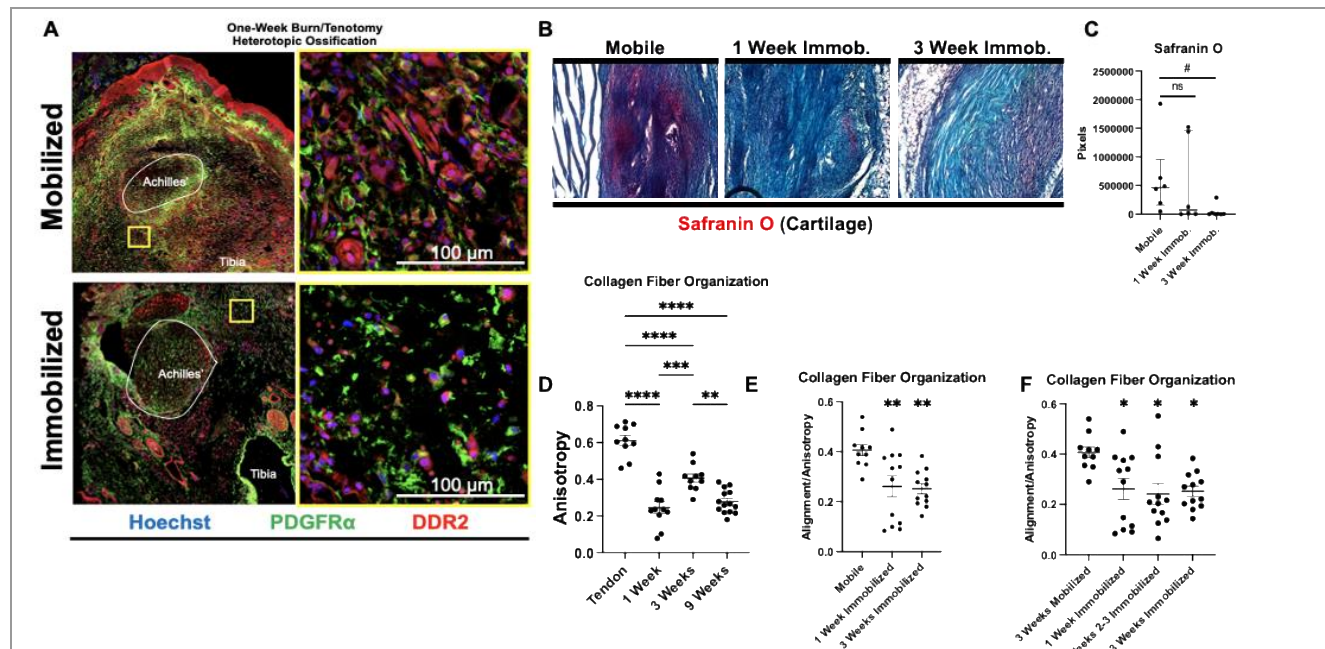 A
One-Week Burn/Tenotomy
Heterotopic Ossification
Mobilized
Achilles'
Tibia
100 μm
Immobilized
Achilles'
Tibia
100 μm
Hoechst PDGFRα DDR2
B
Mobile 1 Week Immob. 3 Week Immob.
Safranin O (Cartilage)
C
Safranin O
#
ns
Pixels
2500000
2000000
1500000
1000000
500000
0
Mobile
1 Week Immob.
3 Week Immob.
D
Collagen Fiber Organization
****
****
***
**** **
Anisotropy
0.8
0.6
0.4
0.2
0.0
Tendon
1 Week
3 Weeks
9 Weeks
E
Collagen Fiber Organization
** **
Alignment/Anisotropy
0.6
0.4
0.2
0.0
Mobile
1 Week Immobilized
3 Weeks Immobilized
F
Collagen Fiber Organization
* * *
Alignment/Anisotropy
0.6
0.4
0.2
0.0
3 Weeks Mobilized
1 Week Immobilized
2-3 Immobilized
3 Weeks Immobilized